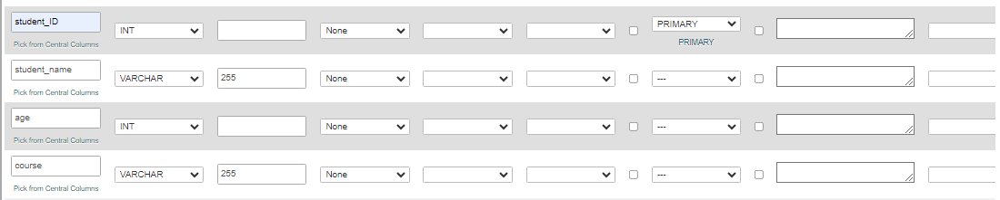 student_ID INT None PRIMARY
Pick from Central Columns PRIMARY
student_name VARCHAR 255 None ---
Pick from Central Columns
age INT None ---
Pick from Central Columns
course VARCHAR 255 None ---
Pick from Central Columns